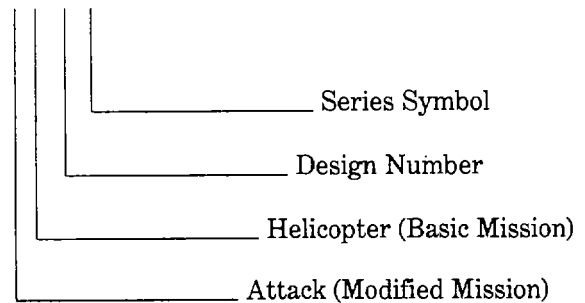 Series Symbol
Design Number
Helicopter (Basic Mission)
Attack (Modified Mission)